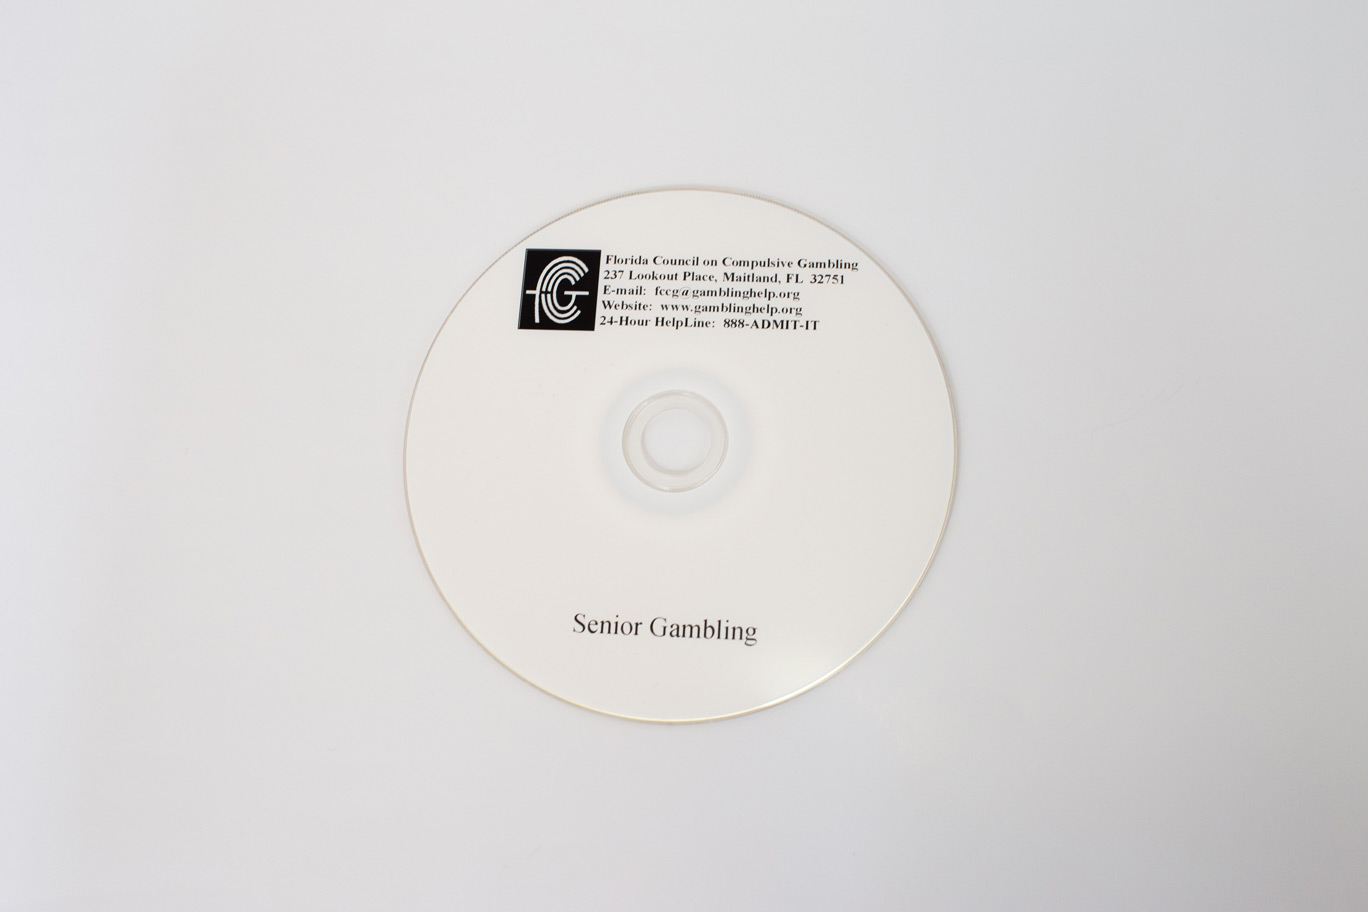 FCCG
Florida Council on Compulsive Gambling
237 Lookout Place, Maitland, FL 32751
E-mail: fccg@gamblinghelp.org
Website: www.gamblinghelp.org
24-Hour HelpLine: 888-ADMIT-IT
Senior Gambling